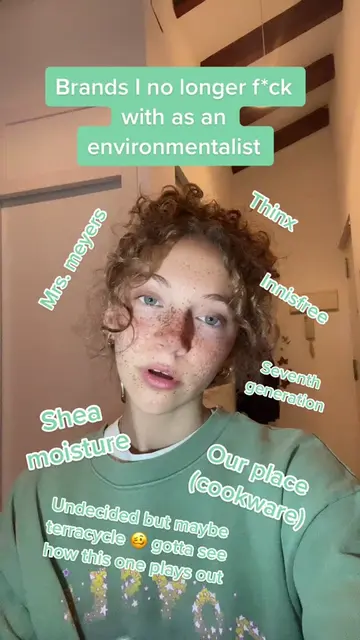 Brands I no longer f*ck
with as an
environmentalist
Mrs. meyers
Thinx
Innisfree
Seventh
generation
Shea
moisture
Our place
(cookware)
Undecided but maybe
terracycle 🥴 gotta see
how this one plays out